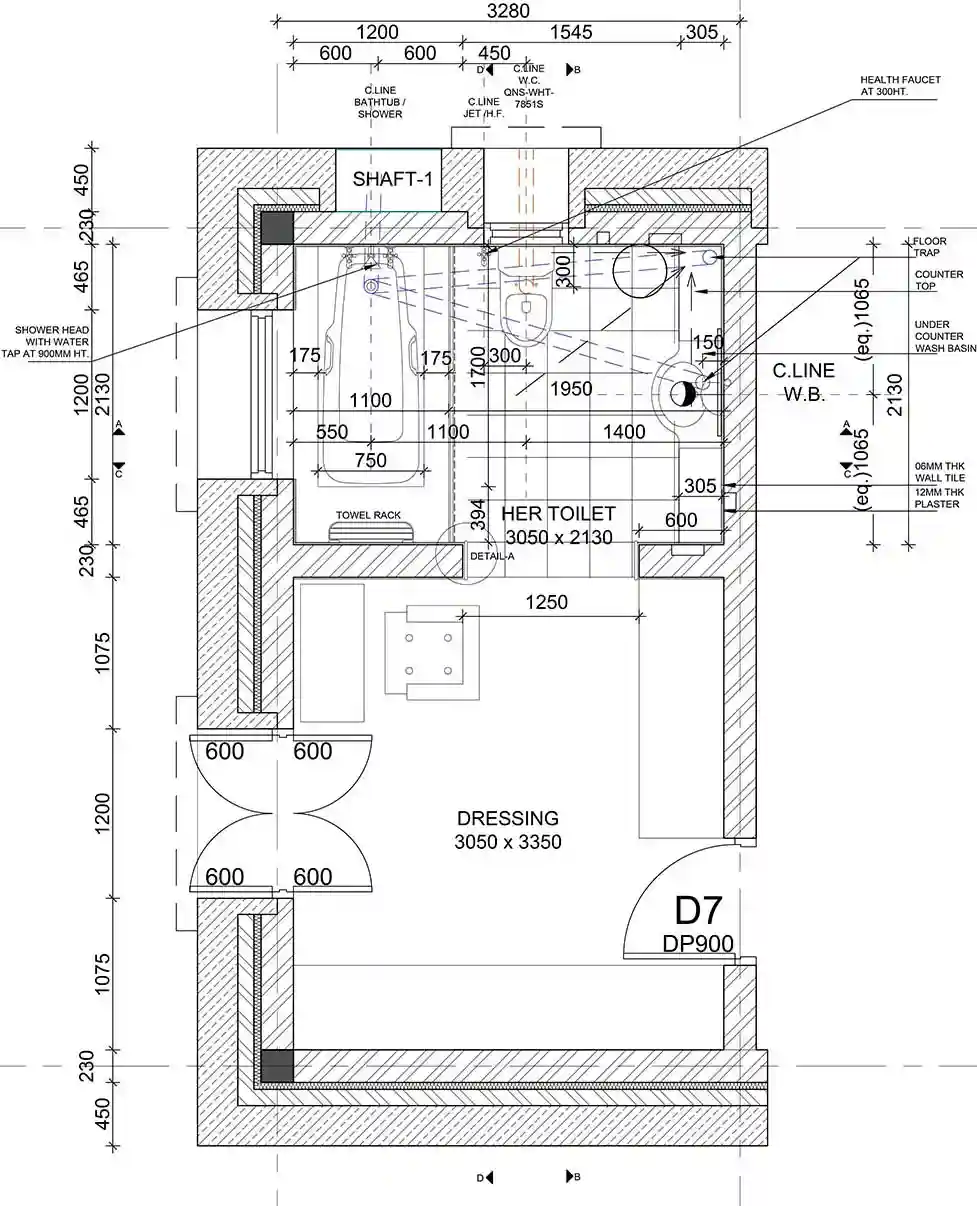 3280
1200
1545
305
600
600
450
D
C.LINE
W.C.
QNS-WHT-
7851S
B
C.LINE
BATHTUB /
SHOWER
C.LINE
JET /H.F.
HEALTH FAUCET
AT 300HT.
450
SHAFT-1
230
465
300
FLOOR
TRAP
COUNTER
TOP
(eq.)1065
SHOWER HEAD
WITH WATER
TAP AT 900MM HT.
UNDER
COUNTER
WASH BASIN
175
175
1700
300
150
1950
C.LINE
W.B.
1200
2130
1100
2130
550
1100
1400
A
C
A
C
750
(eq.)1065
06MM THK
WALL TILE
12MM THK
PLASTER
305
465
TOWEL RACK
394
HER TOILET
3050 x 2130
600
230
DETAIL-A
1250
1075
600
600
1200
DRESSING
3050 x 3350
600
600
D7
DP900
1075
230
450
D
B